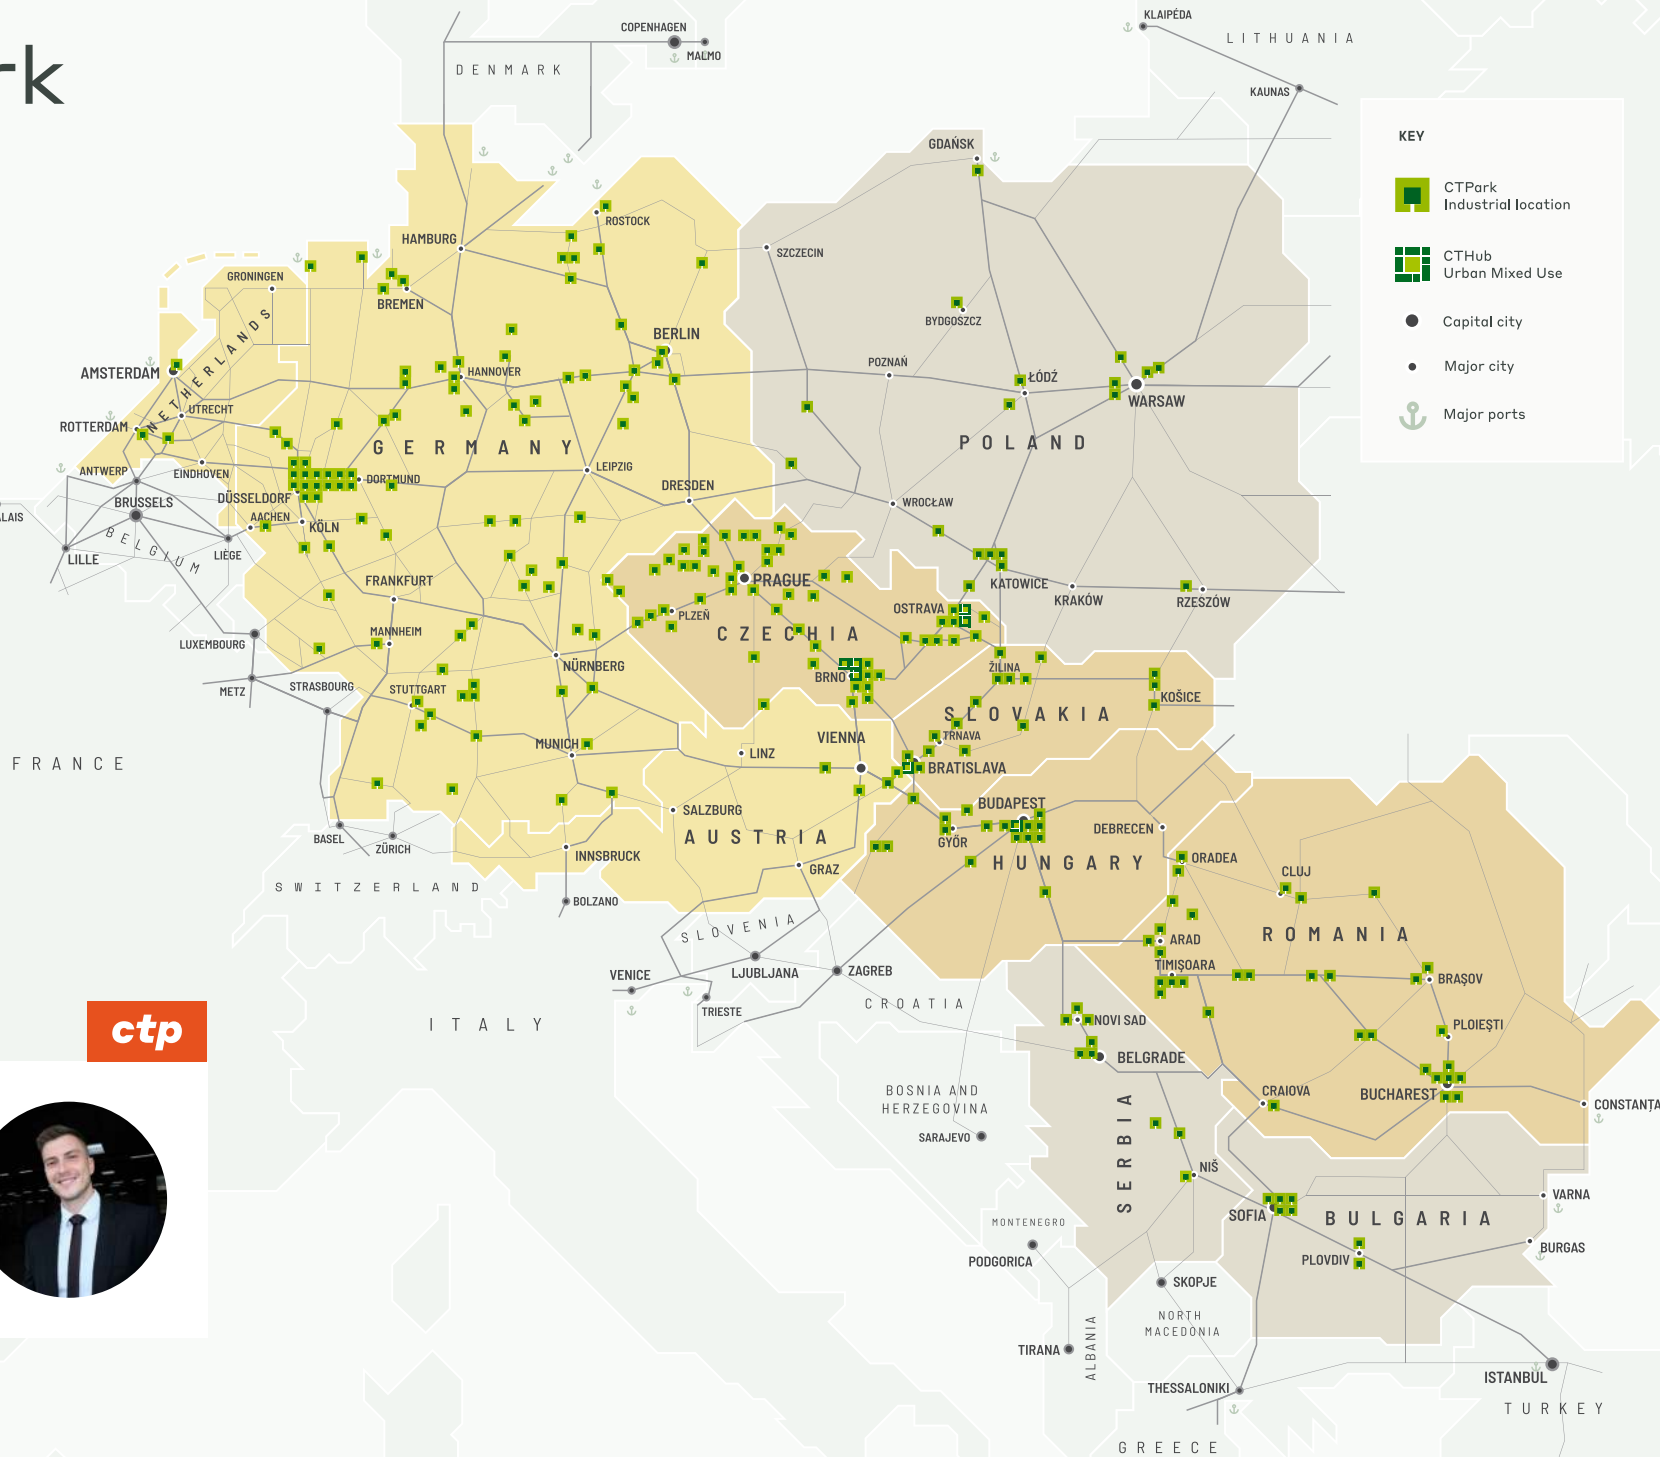 rk
COPENHAGEN
MALMO
DENMARK
KLAIPÉDA
LITHUANIA
KAUNAS
KEY
CTPark
Industrial location
CTHub
Urban Mixed Use
Capital city
Major city
Major ports
GDAŃSK
ROSTOCK
HAMBURG
SZCZECIN
GRONINGEN
BREMEN
BYDGOSZCZ
BERLIN
NETHERLANDS
AMSTERDAM
HANNOVER
POZNAŃ
ŁÓDŹ
WARSAW
UTRECHT
ROTTERDAM
GERMANY
POLAND
ANTWERP
EINDHOVEN
DORTMUND
LEIPZIG
DRESDEN
DÜSSELDORF
BRUSSELS
WROCŁAW
LAIS
AACHEN
KÖLN
BELGIUM
LIÈGE
LILLE
FRANKFURT
PRAGUE
KATOWICE
KRAKÓW
RZESZÓW
OSTRAVA
PLZEŇ
CZECHIA
MANNHEIM
LUXEMBOURG
NÜRNBERG
ŽILINA
BRNO
METZ
STRASBOURG
STUTTGART
KOŠICE
SLOVAKIA
TRNAVA
VIENNA
MUNICH
LINZ
FRANCE
BRATISLAVA
BUDAPEST
SALZBURG
AUSTRIA
DEBRECEN
BASEL
ZÜRICH
GYŐR
HUNGARY
INNSBRUCK
ORADEA
GRAZ
CLUJ
SWITZERLAND
BOLZANO
SLOVENIA
ROMANIA
ARAD
TIMIȘOARA
VENICE
LJUBLJANA
ZAGREB
BRAȘOV
CROATIA
TRIESTE
ITALY
NOVI SAD
PLOIEȘTI
ctp
BELGRADE
BOSNIA AND
HERZEGOVINA
CRAIOVA
BUCHAREST
CONSTANȚA
SERBIA
SARAJEVO
NIŠ
VARNA
SOFIA
BULGARIA
MONTENEGRO
PODGORICA
PLOVDIV
BURGAS
SKOPJE
NORTH
MACEDONIA
TIRANA
ALBANIA
ISTANBUL
THESSALONIKI
TURKEY
GREECE